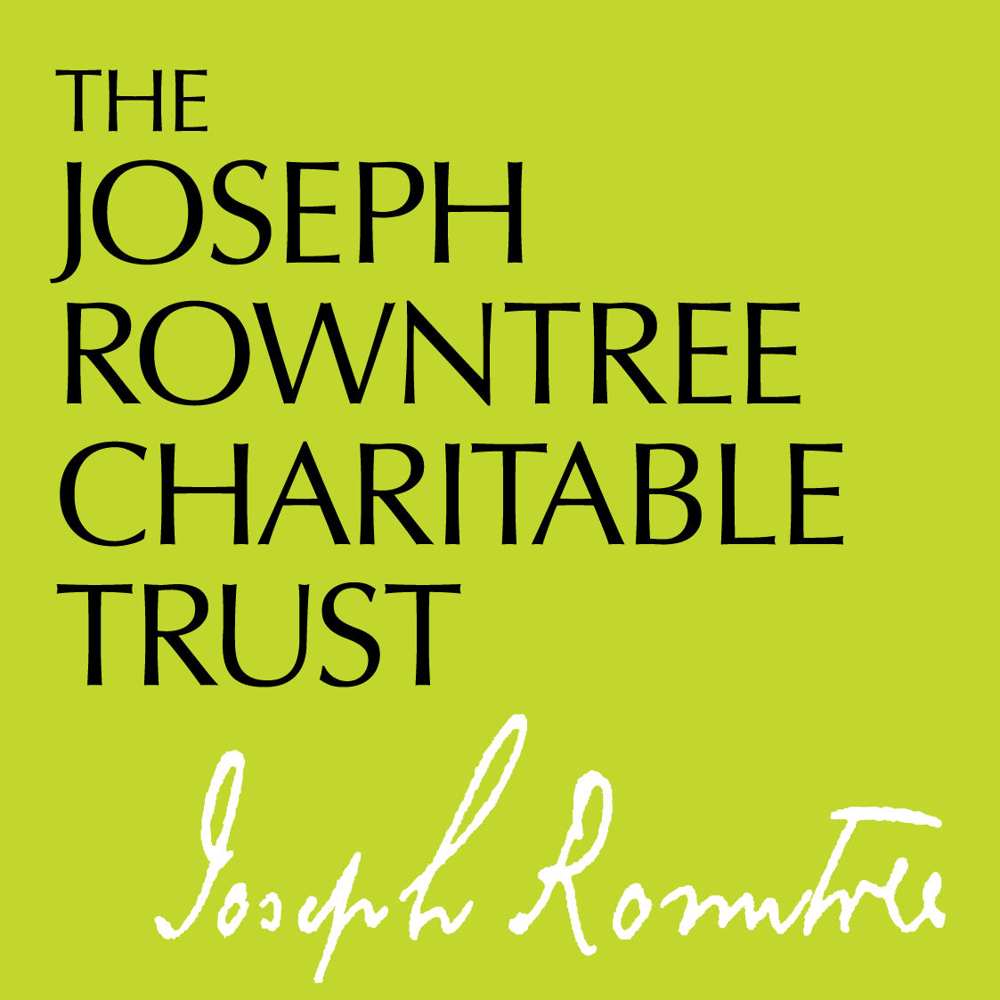 THE
JOSEPH
ROWNTREE
CHARITABLE
TRUST
Joseph Rowntree